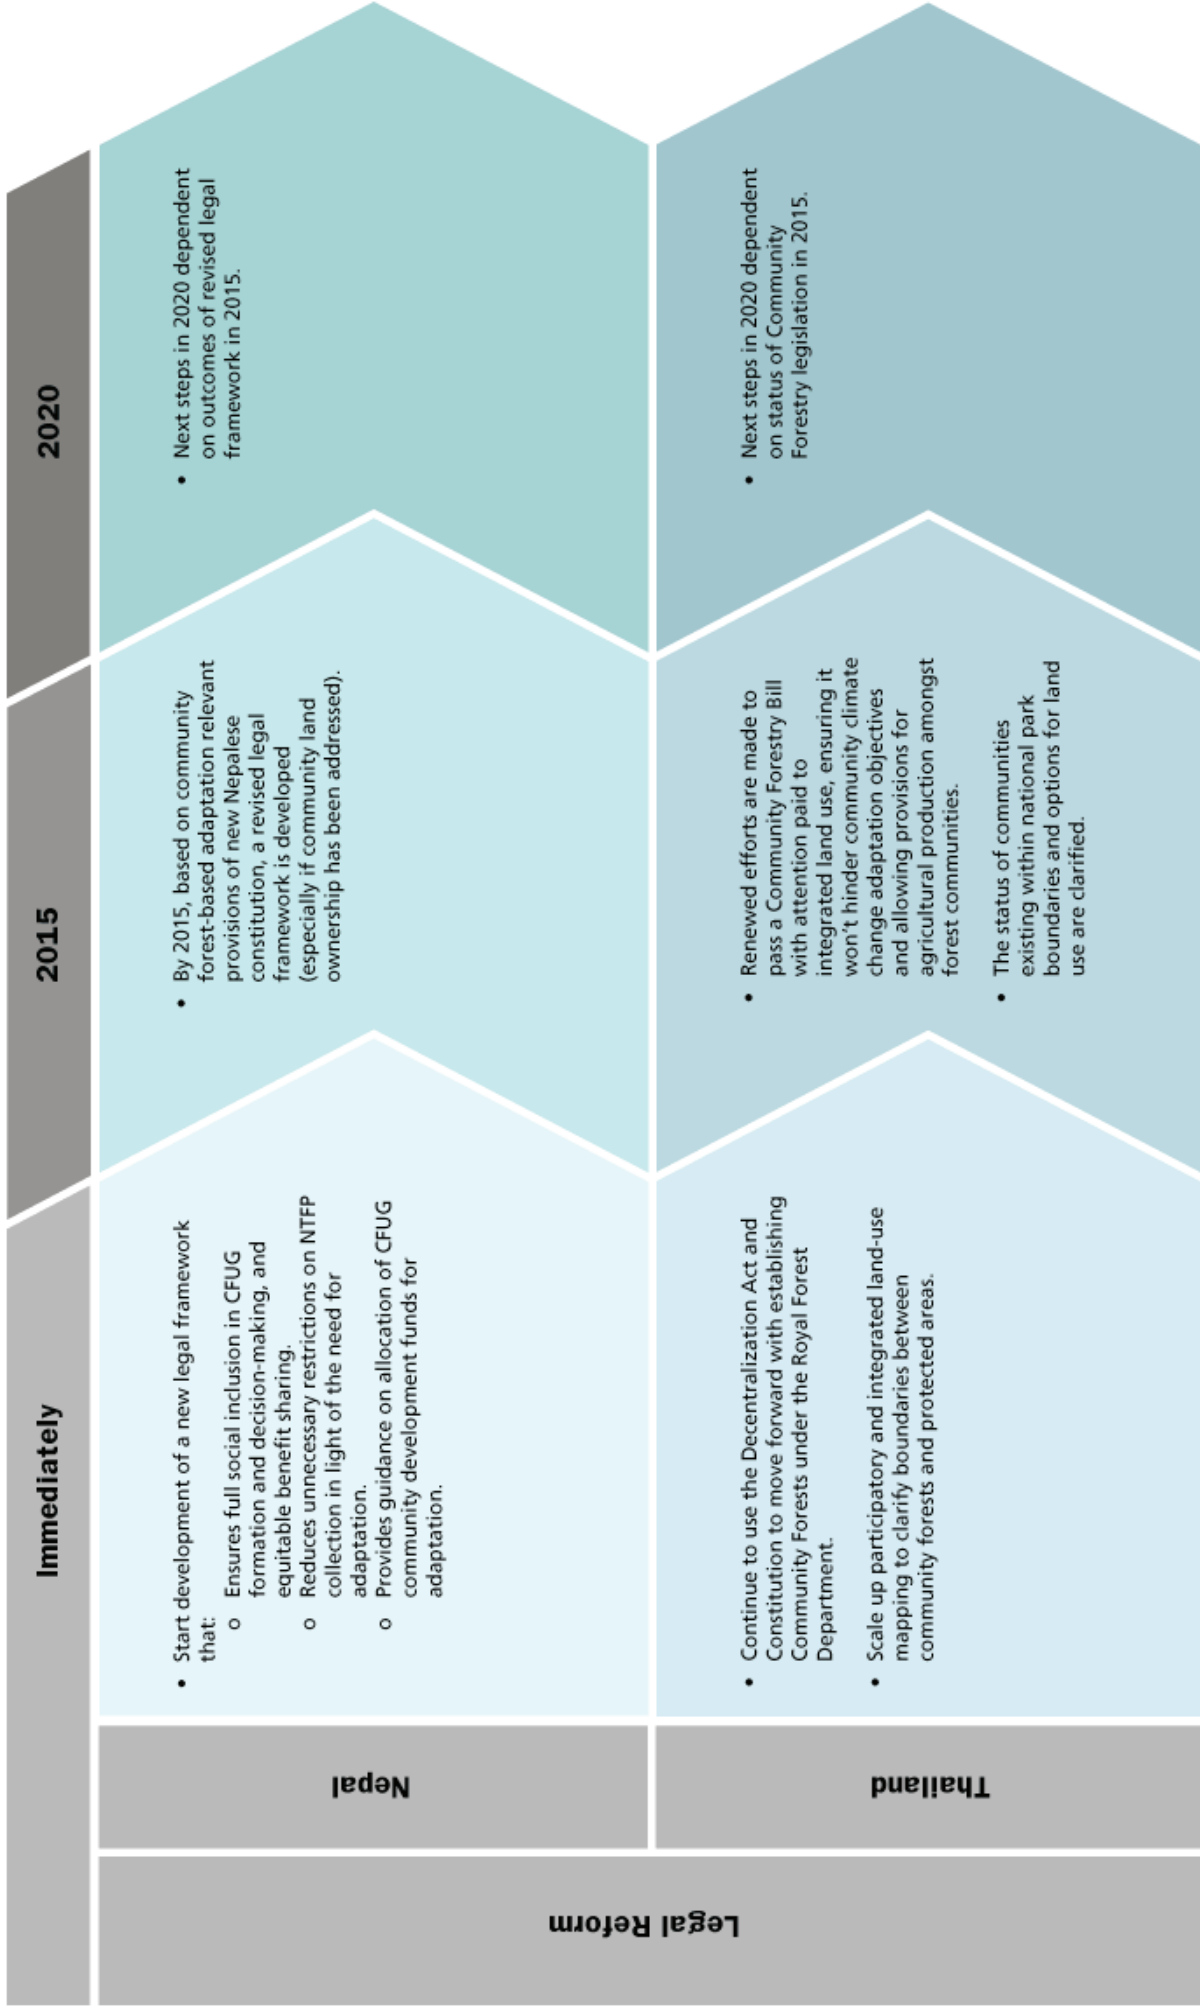 Immediately
2015
2020
Legal Reform
Nepal
• Start development of a new legal framework
that:
o Ensures full social inclusion in CFUG
formation and decision-making, and
equitable benefit sharing.
o Reduces unnecessary restrictions on NTFP
collection in light of the need for
adaptation.
o Provides guidance on allocation of CFUG
community development funds for
adaptation.
• By 2015, based on community
forest-based adaptation relevant
provisions of new Nepalese
constitution, a revised legal
framework is developed
(especially if community land
ownership has been addressed).
• Next steps in 2020 dependent
on outcomes of revised legal
framework in 2015.
Thailand
• Continue to use the Decentralization Act and
Constitution to move forward with establishing
Community Forests under the Royal Forest
Department.
• Scale up participatory and integrated land-use
mapping to clarify boundaries between
community forests and protected areas.
• Renewed efforts are made to
pass a Community Forestry Bill
with attention paid to
integrated land use, ensuring it
won't hinder community climate
change adaptation objectives
and allowing provisions for
agricultural production amongst
forest communities.
• The status of communities
existing within national park
boundaries and options for land
use are clarified.
• Next steps in 2020 dependent
on status of Community
Forestry legislation in 2015.